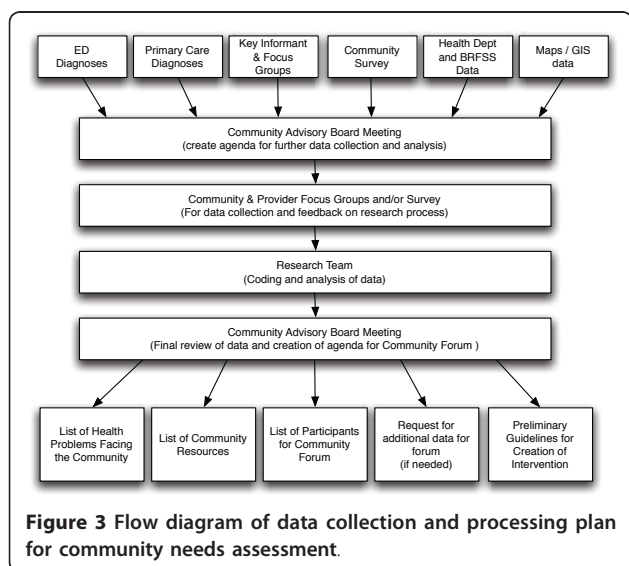 ED
Diagnoses
Primary Care
Diagnoses
Key Informant
& Focus
Groups
Community
Survey
Health Dept
and BRFSS
Data
Maps / GIS
data
Community Advisory Board Meeting
(create agenda for further data collection and analysis)
Community & Provider Focus Groups and/or Survey
(For data collection and feedback on research process)
Research Team
(Coding and analysis of data)
Community Advisory Board Meeting
(Final review of data and creation of agenda for Community Forum )
List of Health
Problems Facing
the Community
List of Community
Resources
List of Participants
for Community
Forum
Request for
additional data for
forum
(if needed)
Preliminary
Guidelines for
Creation of
Intervention
Figure 3 Flow diagram of data collection and processing plan
for community needs assessment.